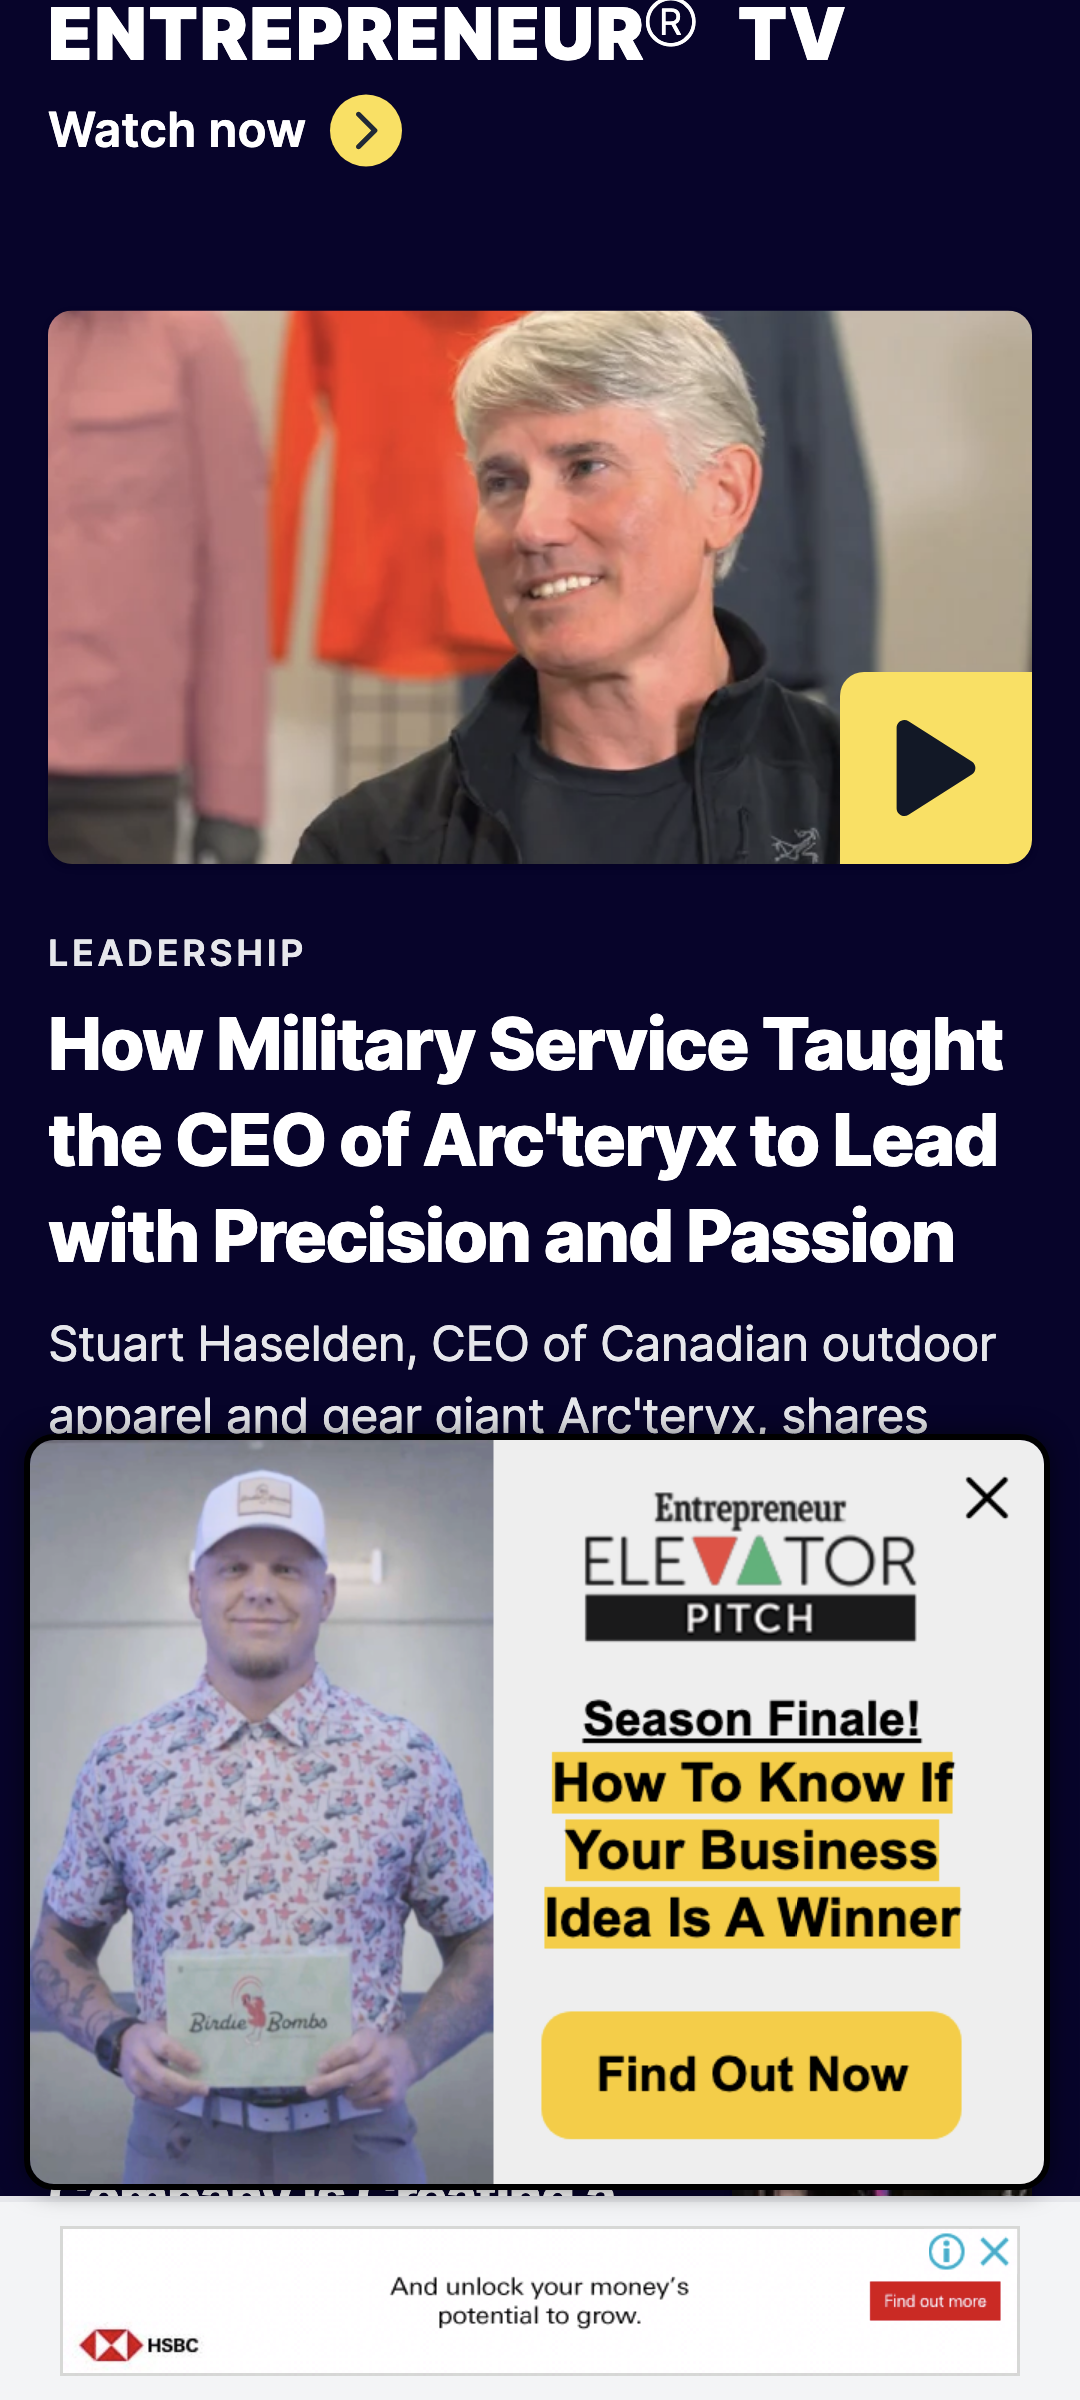 ENTREPRENEUR® TV
Watch now
LEADERSHIP
How Military Service Taught
the CEO of Arc'teryx to Lead
with Precision and Passion
Stuart Haselden, CEO of Canadian outdoor
apparel and gear giant Arc'teryx, shares
Entrepreneur
ELEVATOR
PITCH
Season Finale!
How To Know If
Your Business
Idea Is A Winner
Birdie Bombs
Find Out Now
And unlock your money's
potential to grow.
Find out more
HSBC